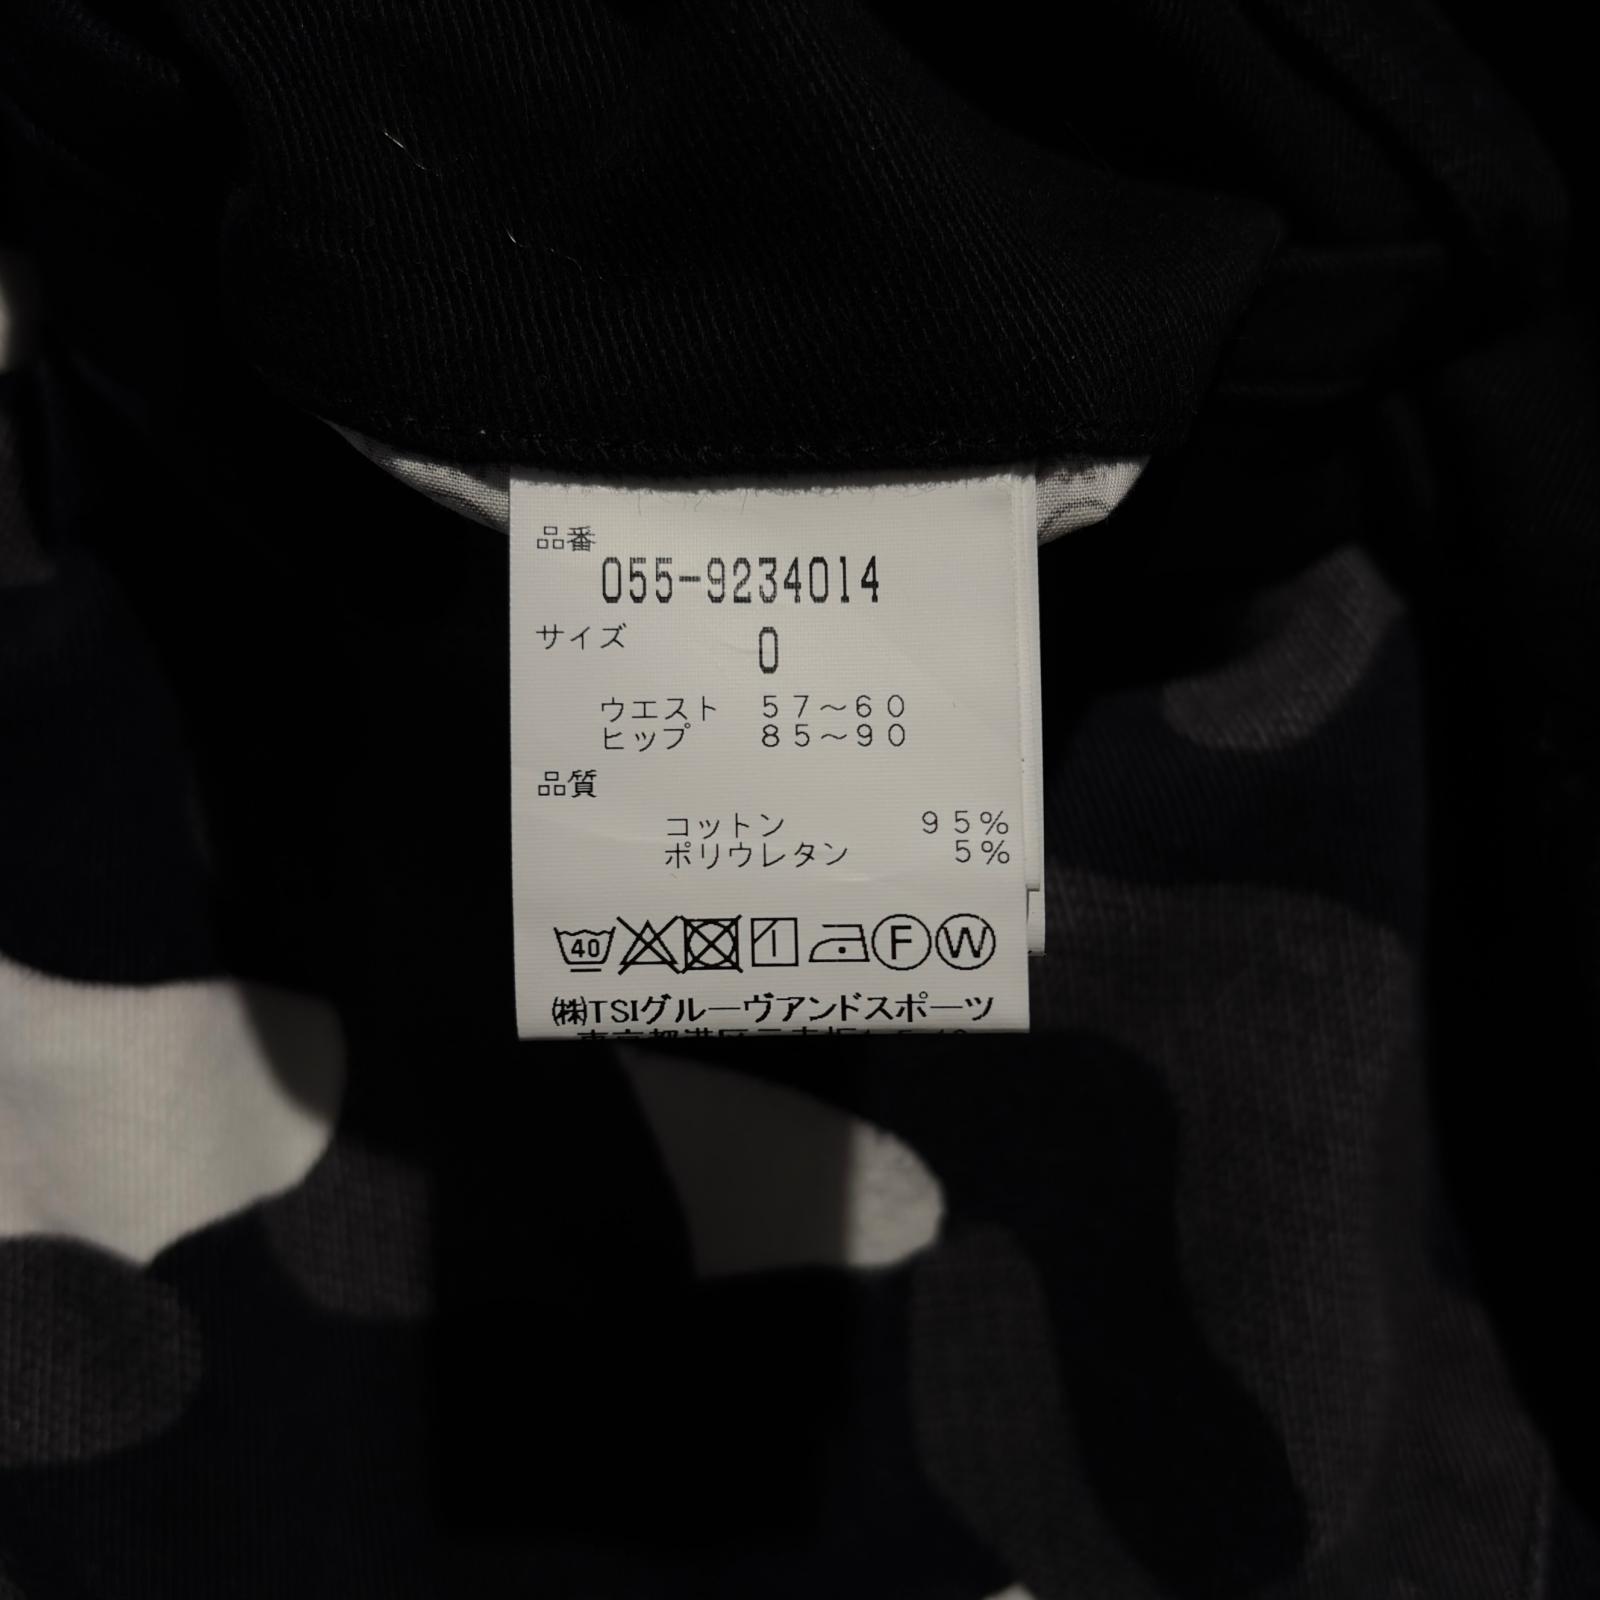 品番
055-9234014
サイズ 0
ウエスト 57～60
ヒップ 85～90
品質
コットン 95%
ポリウレタン 5%
40 F W
(株)TSIグルーヴアンドスポーツ